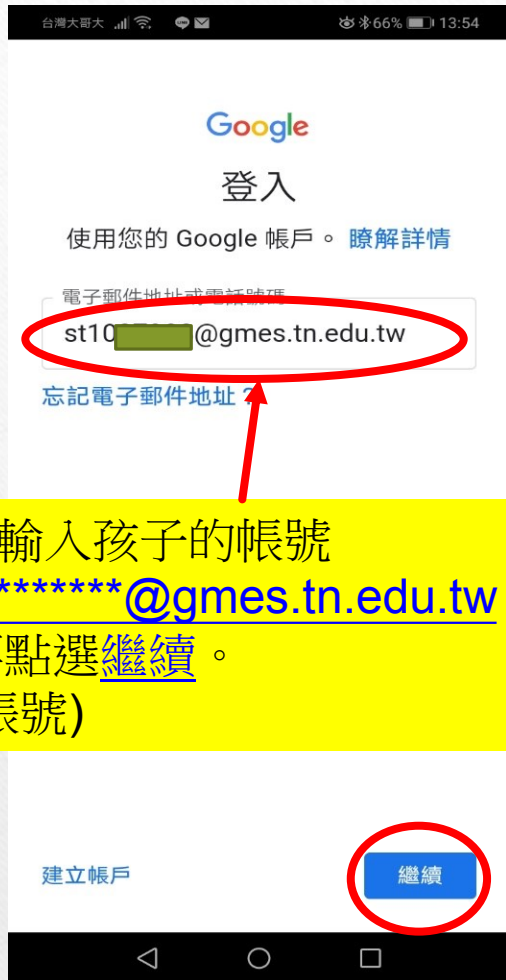 台灣大哥大 66% 13:54
Google
登入
使用您的 Google 帳戶。 瞭解詳情
電子郵件地址或電話號碼
st10 @gmes.tn.edu.tw
忘記電子郵件地址？
輸入孩子的帳號
*******@gmes.tn.edu.tw
點選繼續。
帳號)
建立帳戶 繼續